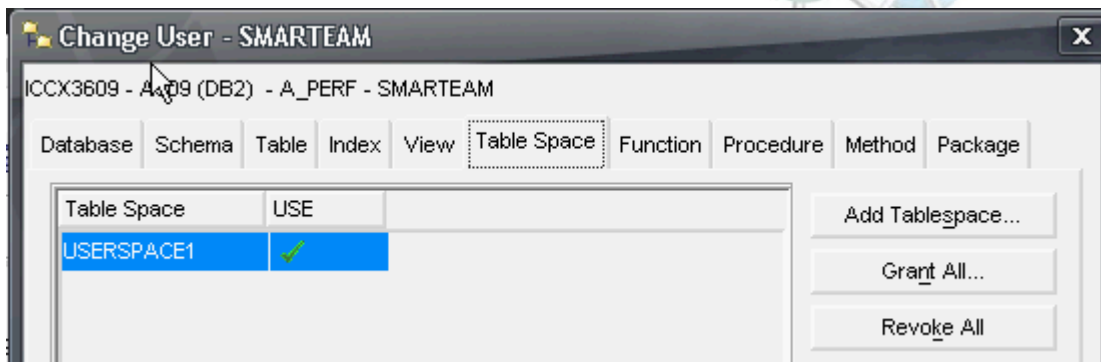 Change User - SMARTEAM
ICCX3609 - (DB2) - A_PERF - SMARTEAM
Database Schema Table Index View Table Space Function Procedure Method Package
Table Space USE
USERSPACE1
Add Tablespace...
Grant All...
Revoke All